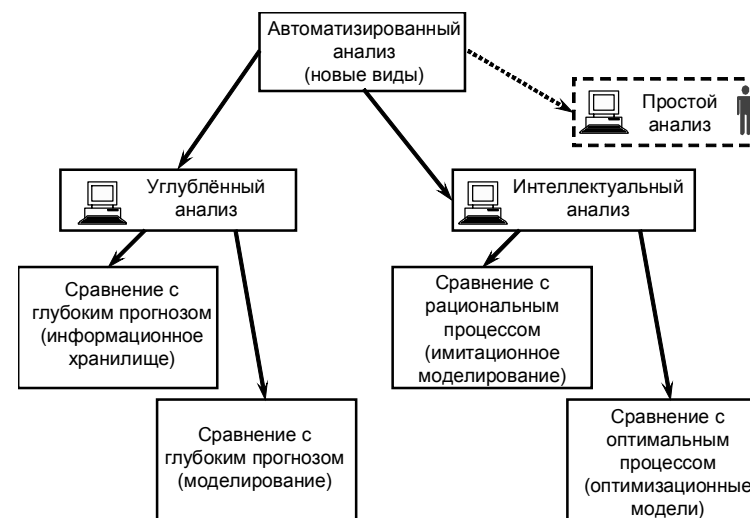 Автоматизированный
анализ
(новые виды)
Простой
анализ
Углублённый
анализ
Интеллектуальный
анализ
Сравнение с
глубоким прогнозом
(информационное
хранилище)
Сравнение с
рациональным
процессом
(имитационное
моделирование)
Сравнение с
глубоким прогнозом
(моделирование)
Сравнение с
оптимальным
процессом
(оптимизационные
модели)